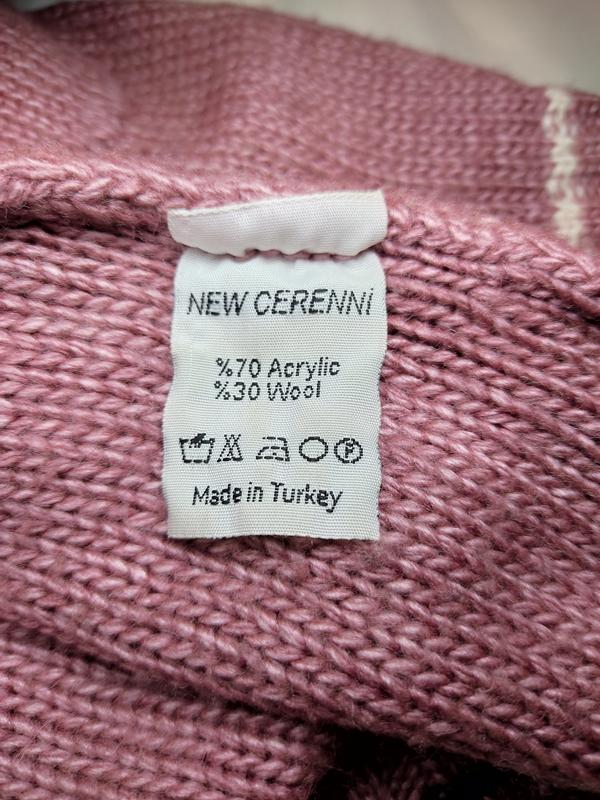 NEW CERENNİ
%70 Acrylic
%30 Wool
P
Made in Turkey